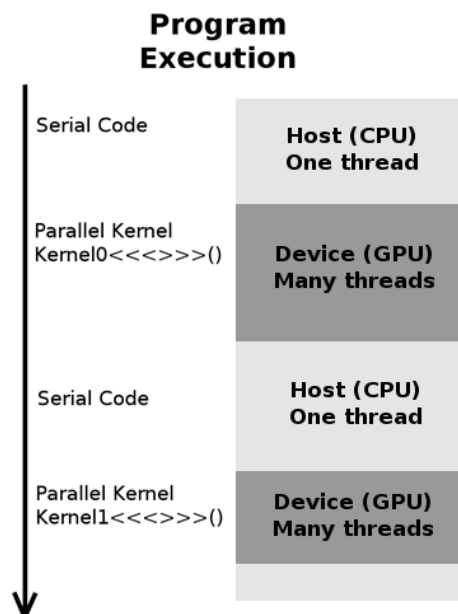 Program
Execution
Serial Code
Host (CPU)
One thread
Parallel Kernel
Kernel0<<<>>>()
Device (GPU)
Many threads
Serial Code
Host (CPU)
One thread
Parallel Kernel
Kernel1<<<>>>()
Device (GPU)
Many threads